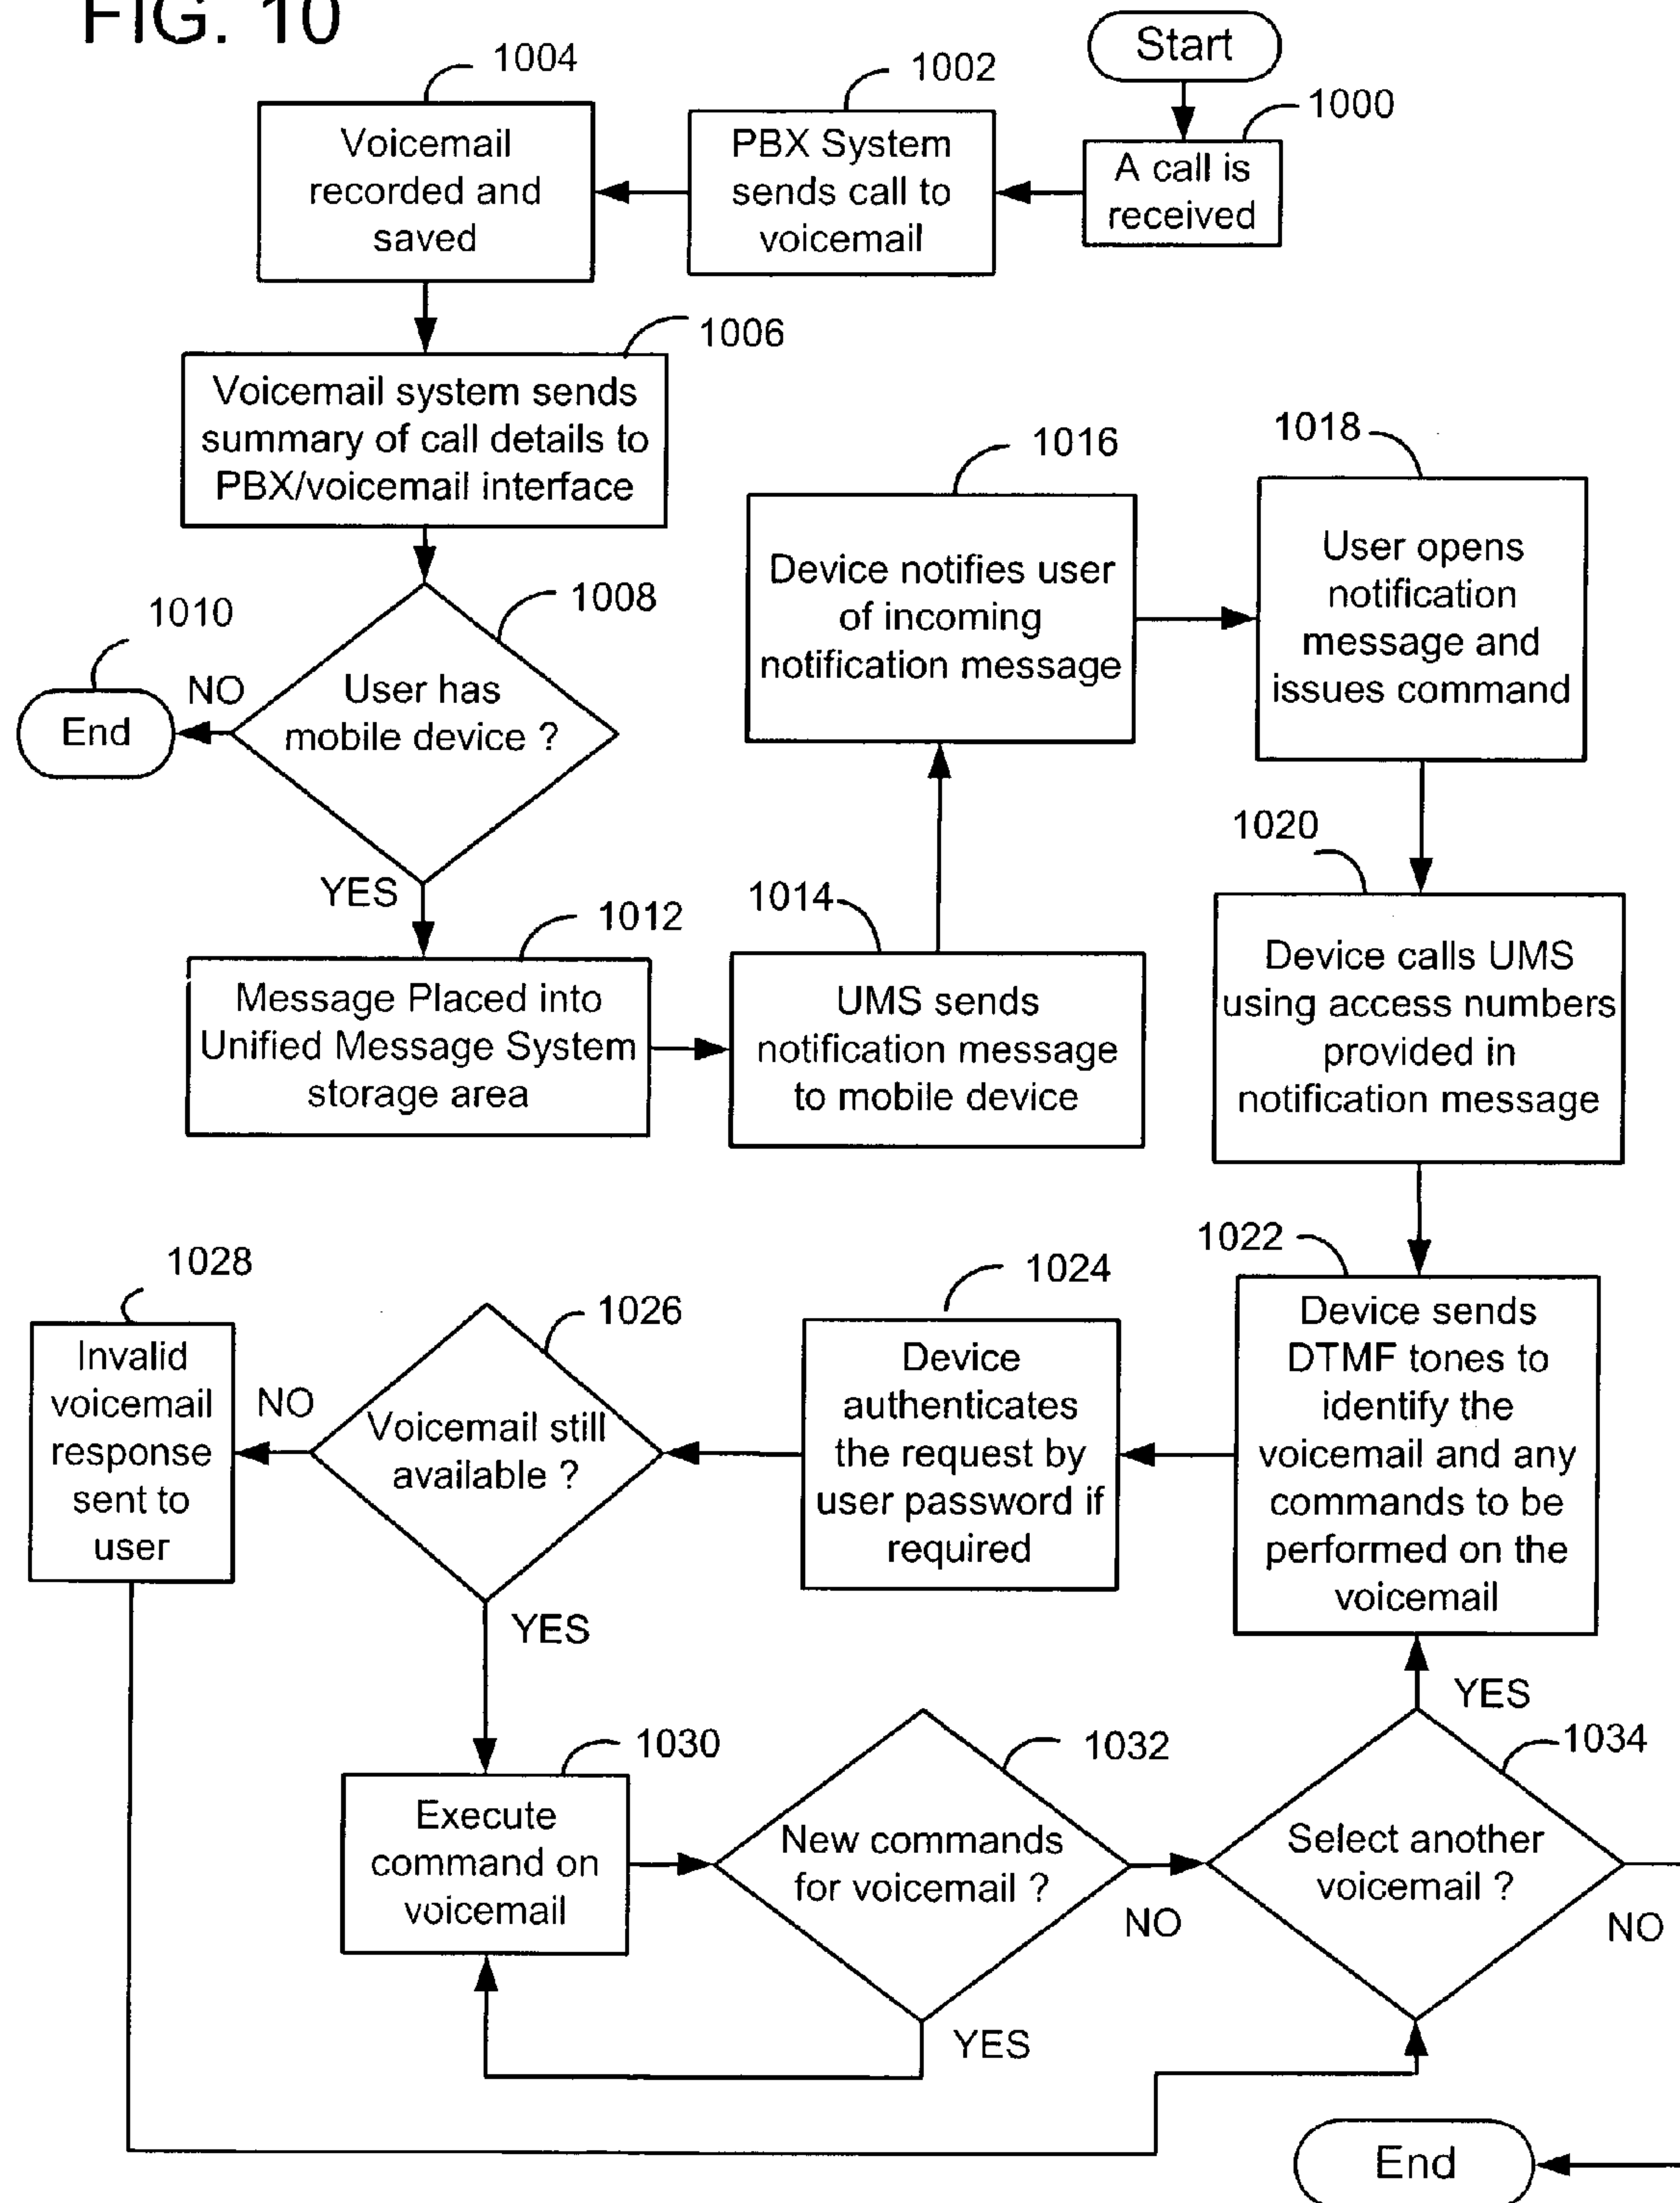 FIG. 10
Start
1000
A call is
received
1002
PBX System
sends call to
voicemail
1004
Voicemail
recorded and
saved
1006
Voicemail system sends
summary of call details to
PBX/voicemail interface
1008
User has
mobile device ?
NO
1010
End
YES
1012
Message Placed into
Unified Message System
storage area
1014
UMS sends
notification message
to mobile device
1016
Device notifies user
of incoming
notification message
1018
User opens
notification
message and
issues command
1020
Device calls UMS
using access numbers
provided in
notification message
1022
Device sends
DTMF tones to
identify the
voicemail and any
commands to be
performed on the
voicemail
1024
Device
authenticates
the request by
user password if
required
1026
Voicemail still
available ?
NO
1028
Invalid
voicemail
response
sent to
user
YES
1030
Execute
command on
voicemail
1032
New commands
for voicemail ?
YES
NO
1034
Select another
voicemail ?
YES
NO
End